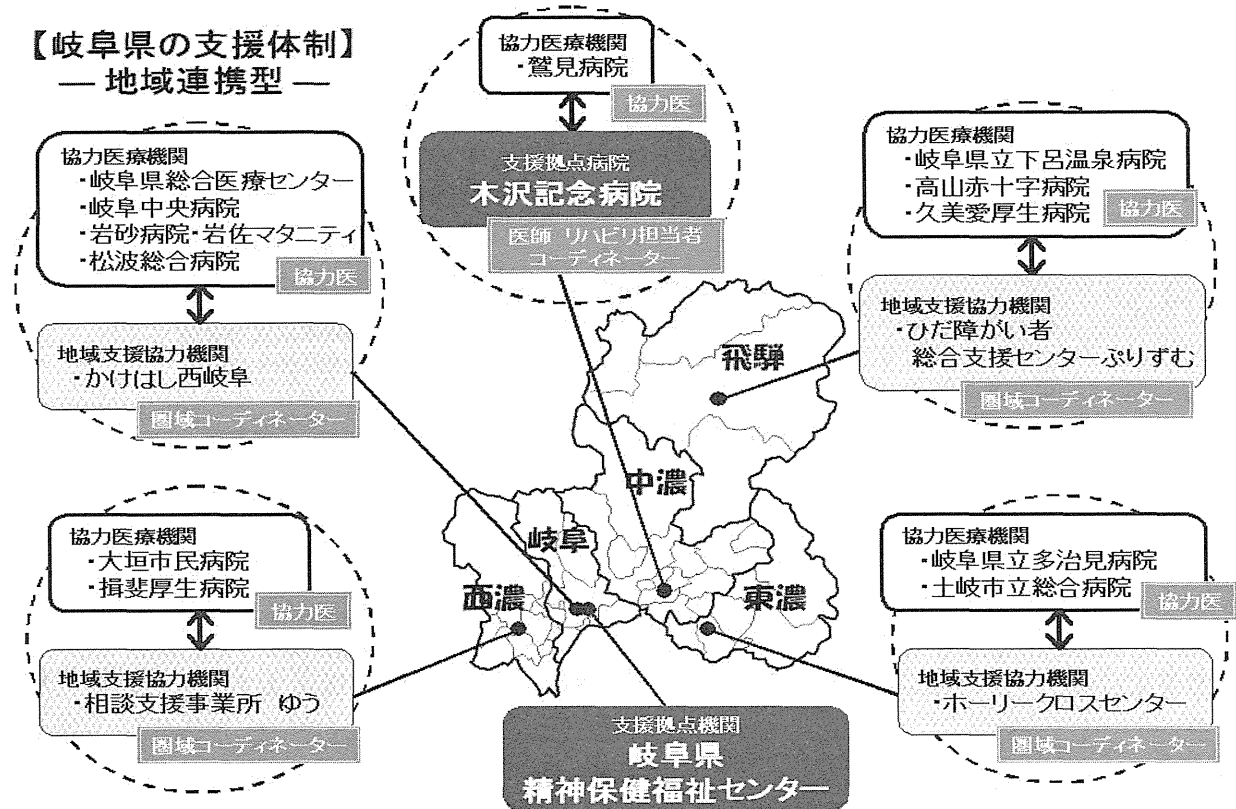 【岐阜県の支援体制】
― 地域連携型 ―
協力医療機関
・鷲見病院
協力医
支援拠点病院
木沢記念病院
医師 リハビリ担当者
コーディネーター
協力医療機関
・岐阜県総合医療センター
・岐阜中央病院
・岩砂病院・岩佐マタニティ
・松波総合病院
協力医
地域支援協力機関
・かけはし西岐阜
圏域コーディネーター
協力医療機関
・岐阜県立下呂温泉病院
・高山赤十字病院
・久美愛厚生病院
協力医
地域支援協力機関
・ひだ障がい者
総合支援センターぷりずむ
圏域コーディネーター
飛騨
中濃
岐阜
西濃
東濃
協力医療機関
・大垣市民病院
・揖斐厚生病院
協力医
地域支援協力機関
・相談支援事業所 ゆう
圏域コーディネーター
支援拠点機関
岐阜県
精神保健福祉センター
協力医療機関
・岐阜県立多治見病院
・土岐市立総合病院
協力医
地域支援協力機関
・ホーリークロスセンター
圏域コーディネーター